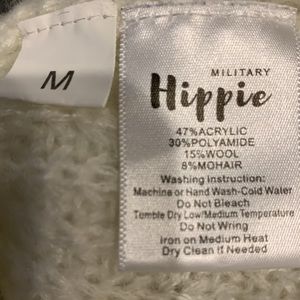 M
MILITARY
Hippie
47%ACRYLIC
30%POLYAMIDE
15%WOOL
8%MOHAIR
Washing Instruction:
Machine or Hand Wash-Cold Water
Do Not Bleach
Tomble Dry Low/Medium Temperature
Do Not Wring
Iron on Medium Heat
Dry Clean if Needed